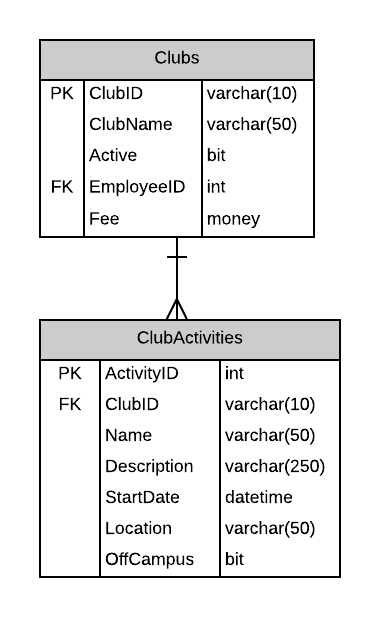 Clubs
PK ClubID varchar(10)
ClubName varchar(50)
Active bit
FK EmployeeID int
Fee money
ClubActivities
PK ActivityID int
FK ClubID varchar(10)
Name varchar(50)
Description varchar(250)
StartDate datetime
Location varchar(50)
OffCampus bit